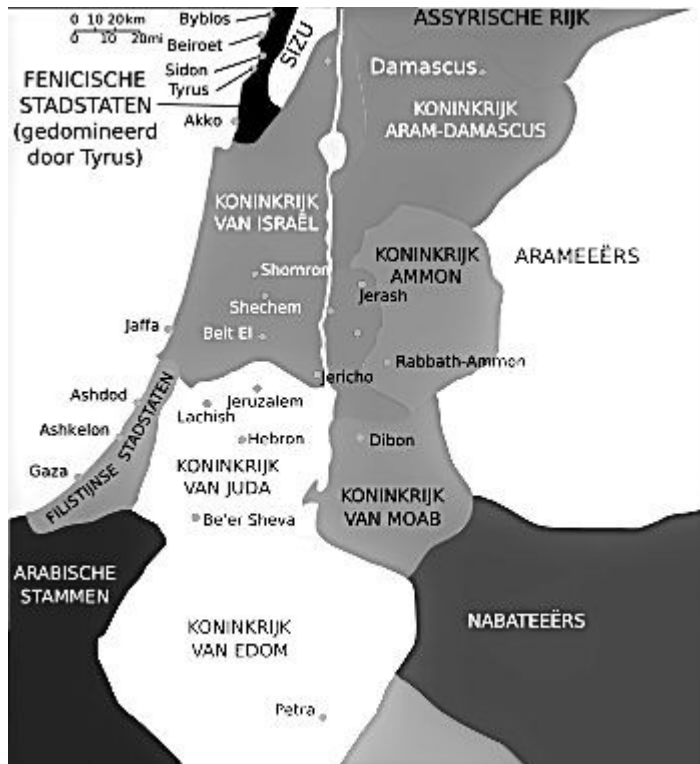 0 10 20km
0 10 20mi
Byblos
Beiroet
Sidon
Tyrus
FENICISCHE
STADSTATEN
(gedomineerd
door Tyrus)
Akko
SIZU
ASSYRISCHE RIJK
Damascus
KONINKRIJK
ARAM-DAMASCUS
KONINKRIJK
VAN ISRAËL
KONINKRIJK
AMMON
ARAMEEËRS
Shomron
Shechem
Jerash
Jaffa
Beit El
Rabbath-Ammon
Jericho
Ashdod
Jeruzalem
Lachish
Ashkelon
Hebron
Dibon
FILISTIJNSE STADSTATEN
Gaza
KONINKRIJK
VAN JUDA
KONINKRIJK
VAN MOAB
Be'er Sheva
ARABISCHE
STAMMEN
KONINKRIJK
VAN EDOM
NABATEEËRS
Petra